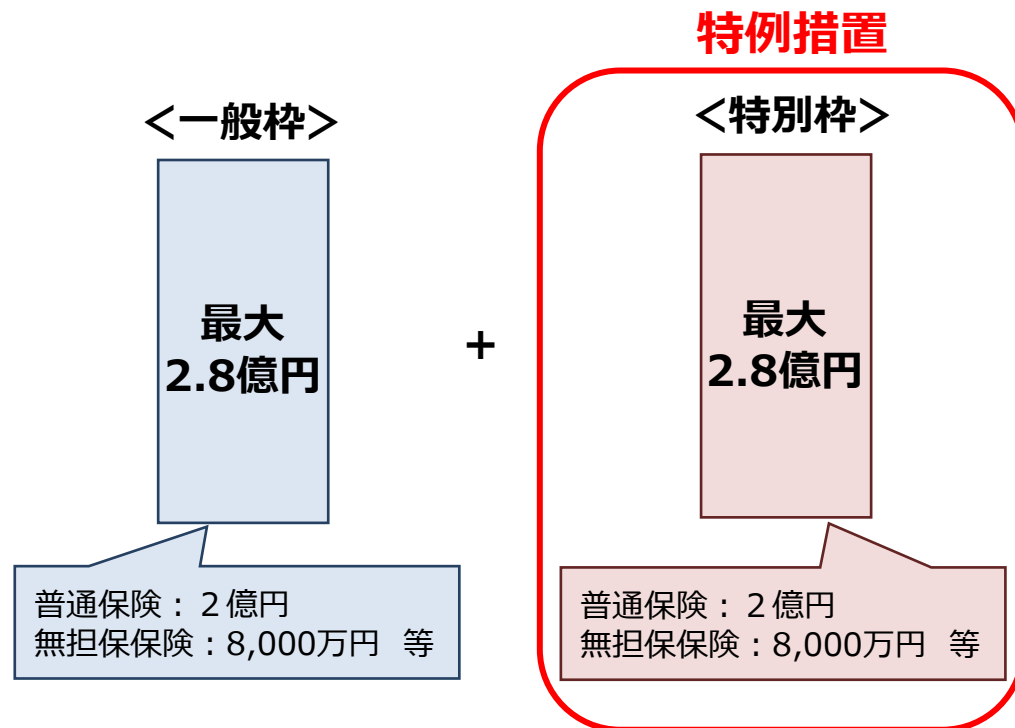 特例措置
＜一般枠＞
最大
2.8億円
普通保険：２億円
無担保保険：8,000万円 等
+
＜特別枠＞
最大
2.8億円
普通保険：２億円
無担保保険：8,000万円 等